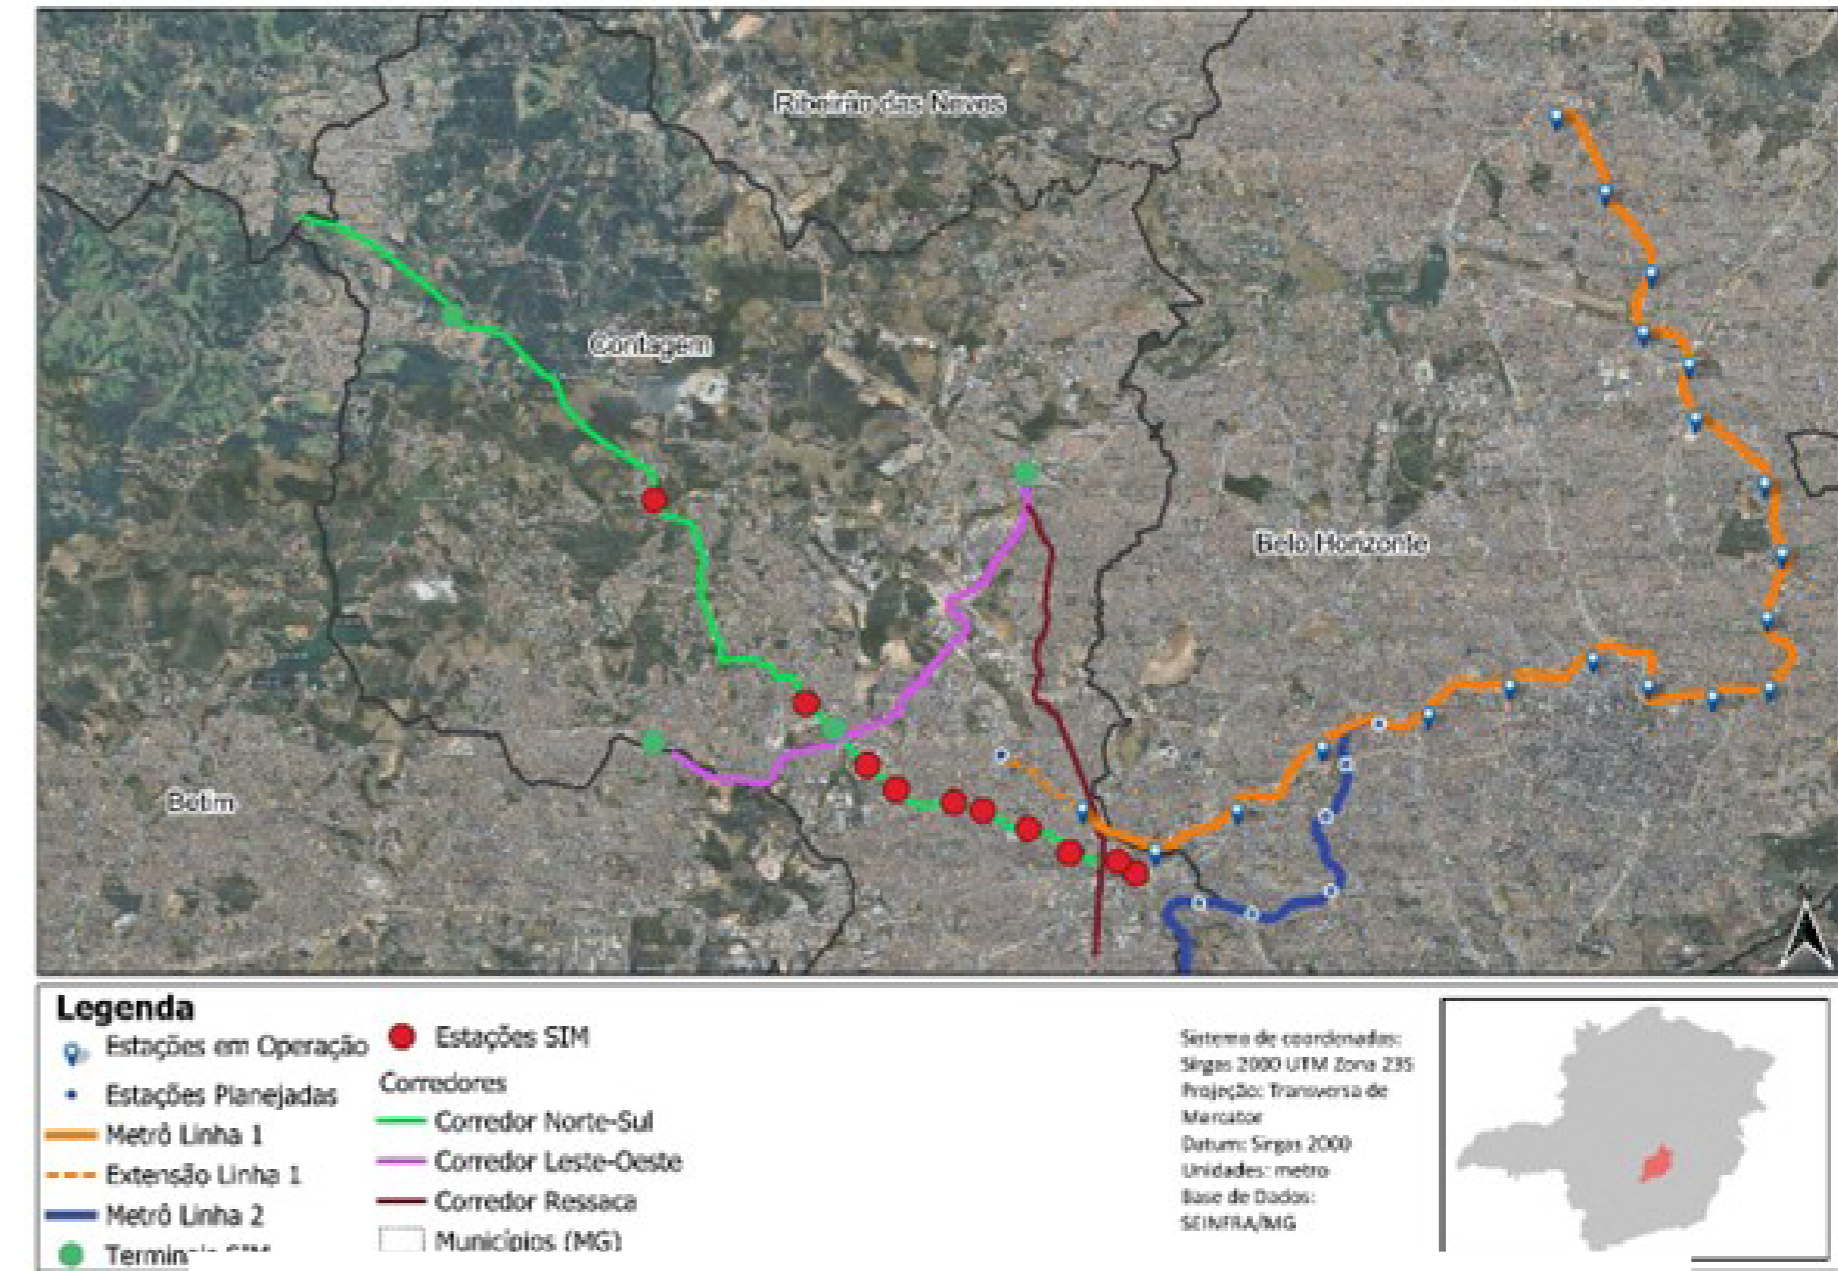 Ribeirão das Neves
Contagem
Belo Horizonte
Betim
Legenda
Estações em Operação
Estações Planejadas
Metrô Linha 1
Extensão Linha 1
Metrô Linha 2
Estações SIM
Corredores
Corredor Norte-Sul
Corredor Leste-Oeste
Corredor Ressaca
Municípios (MG)
Sistema de coordenadas:
Sirgas 2000 UTM Zona 23S
Projeção: Transversa de
Mercator
Datum: Sirgas 2000
Unidades: metro
Base de Dados:
SEINFRA/MG